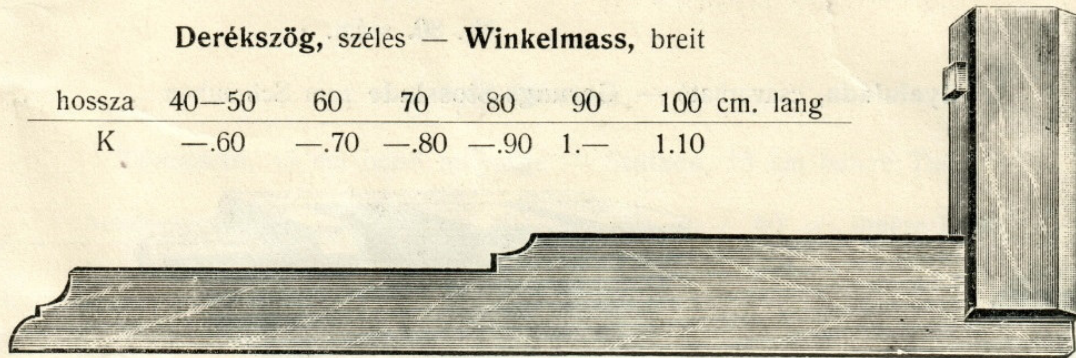 Derékszög, széles — Winkelmass, breit
hossza 40—50 60 70 80 90 100 cm. lang
K —.60 —.70 —.80 —.90 1.— 1.10